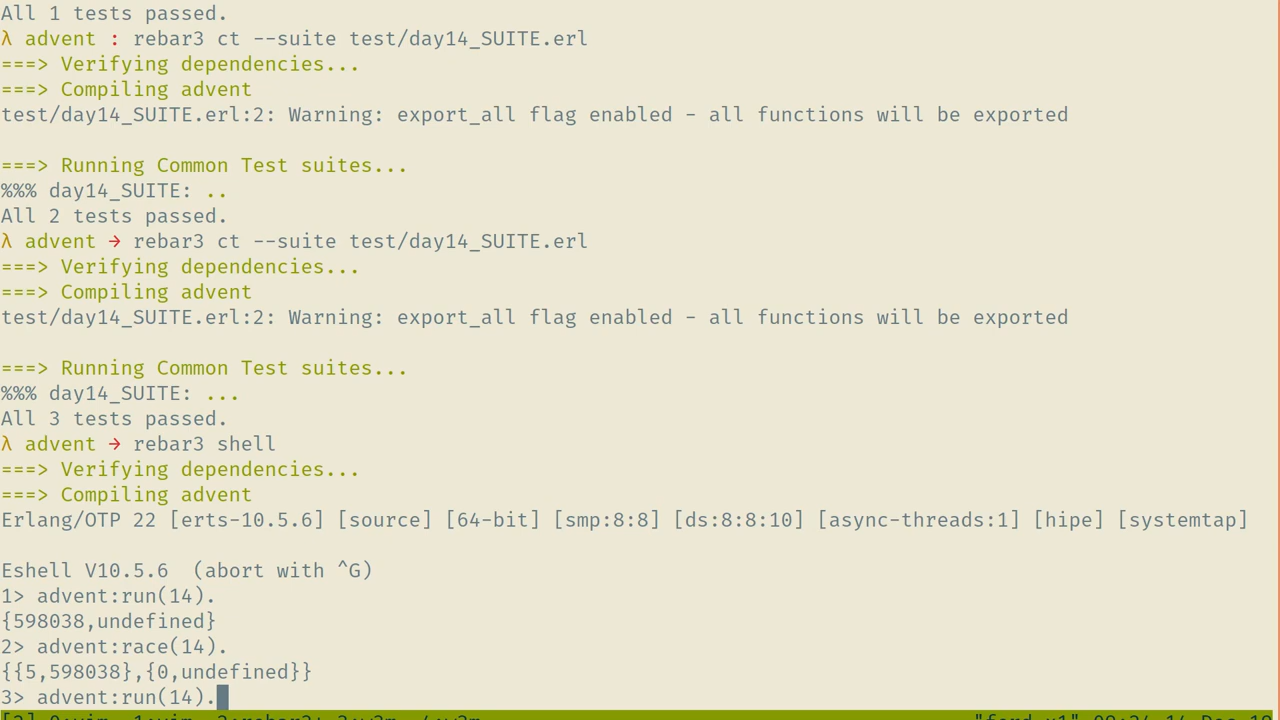 All 1 tests passed.
λ advent : rebar3 ct --suite test/day14_SUITE.erl
===> Verifying dependencies...
===> Compiling advent
test/day14_SUITE.erl:2: Warning: export_all flag enabled - all functions will be exported
===> Running Common Test suites...
%%% day14_SUITE: ..
All 2 tests passed.
λ advent → rebar3 ct --suite test/day14_SUITE.erl
===> Verifying dependencies...
===> Compiling advent
test/day14_SUITE.erl:2: Warning: export_all flag enabled - all functions will be exported
===> Running Common Test suites...
%%% day14_SUITE: ...
All 3 tests passed.
λ advent → rebar3 shell
===> Verifying dependencies...
===> Compiling advent
Erlang/OTP 22 [erts-10.5.6] [source] [64-bit] [smp:8:8] [ds:8:8:10] [async-threads:1] [hipe] [systemtap]
Eshell V10.5.6  (abort with ^G)
1> advent:run(14).
{598038,undefined}
2> advent:race(14).
{{5,598038},{0,undefined}}
3> advent:run(14).